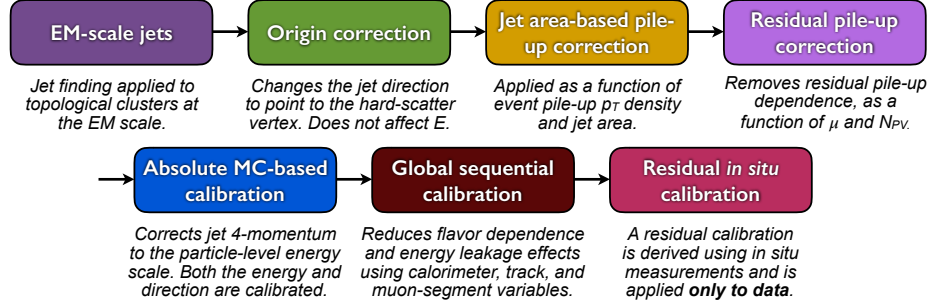 EM-scale jets
Jet finding applied to
topological clusters at
the EM scale.
Origin correction
Changes the jet direction
to point to the hard-scatter
vertex. Does not affect E.
Jet area-based pile-
up correction
Applied as a function of
event pile-up pT density
and jet area.
Residual pile-up
correction
Removes residual pile-up
dependence, as a
function of µ and NPV.
Absolute MC-based
calibration
Corrects jet 4-momentum
to the particle-level energy
scale. Both the energy and
direction are calibrated.
Global sequential
calibration
Reduces flavor dependence
and energy leakage effects
using calorimeter, track, and
muon-segment variables.
Residual in situ
calibration
A residual calibration
is derived using in situ
measurements and is
applied only to data.